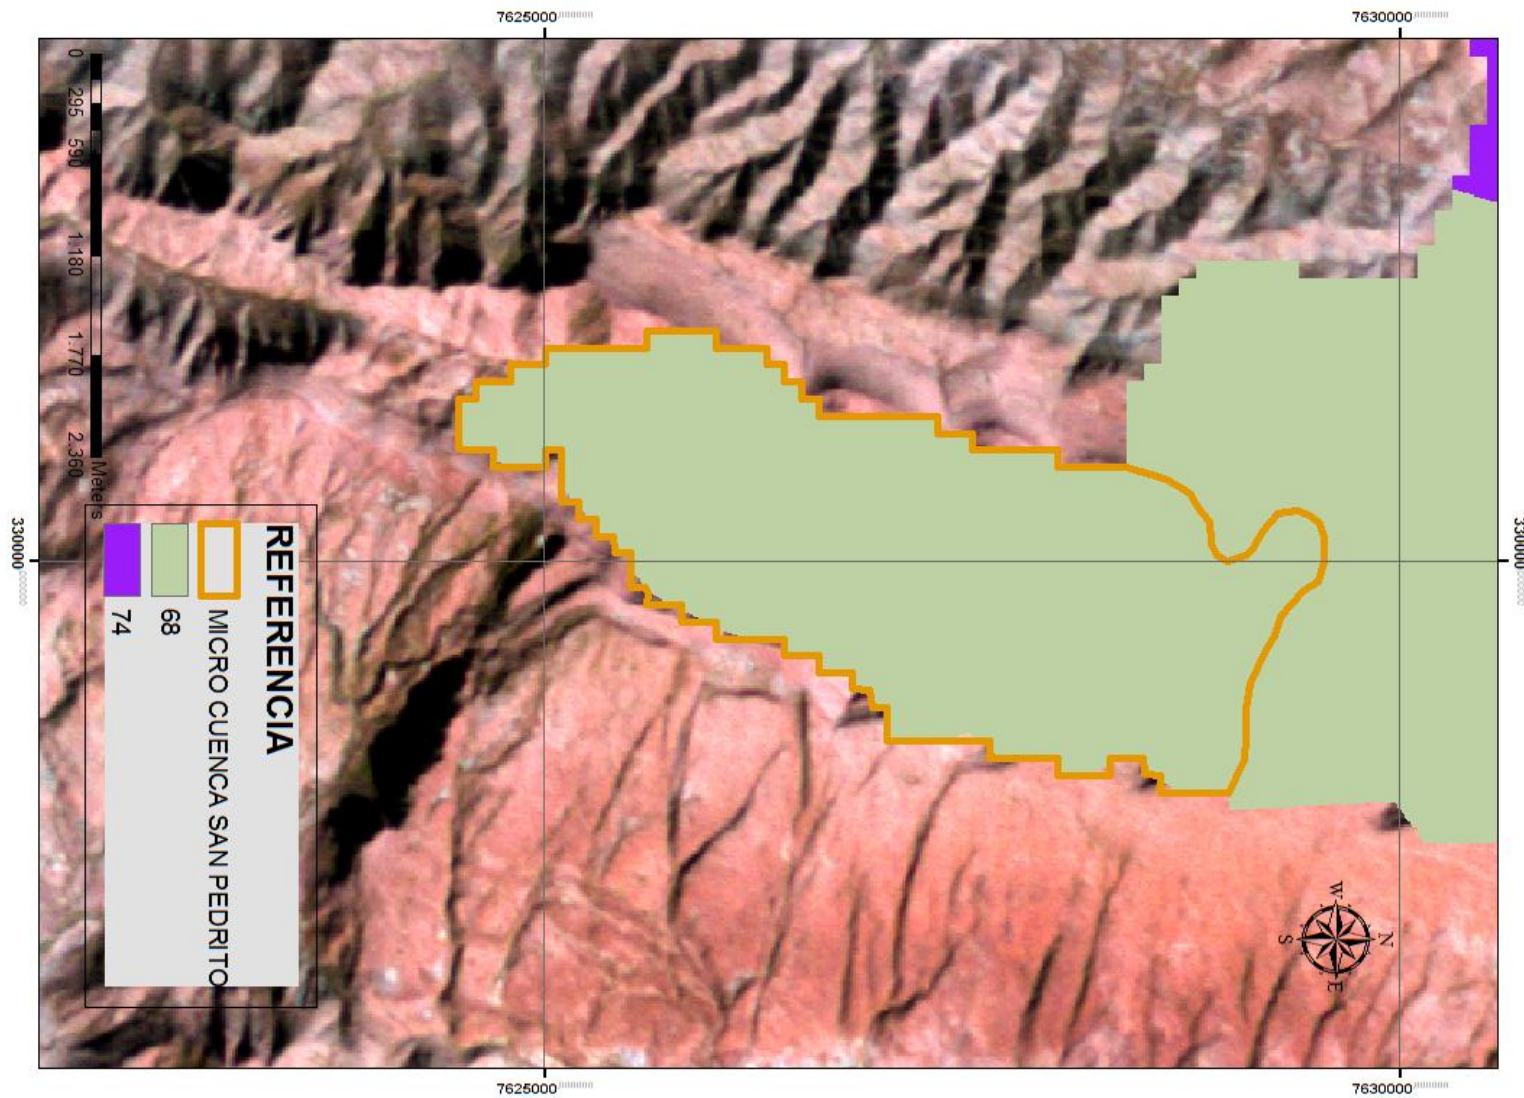 7625000
7630000
0 295 590 1.180 1.770 2.360
Meters
REFERENCIA
MICRO CUENCA SAN PEDRITO
68
74
330000
330000
N
W
E
S
7625000
7630000